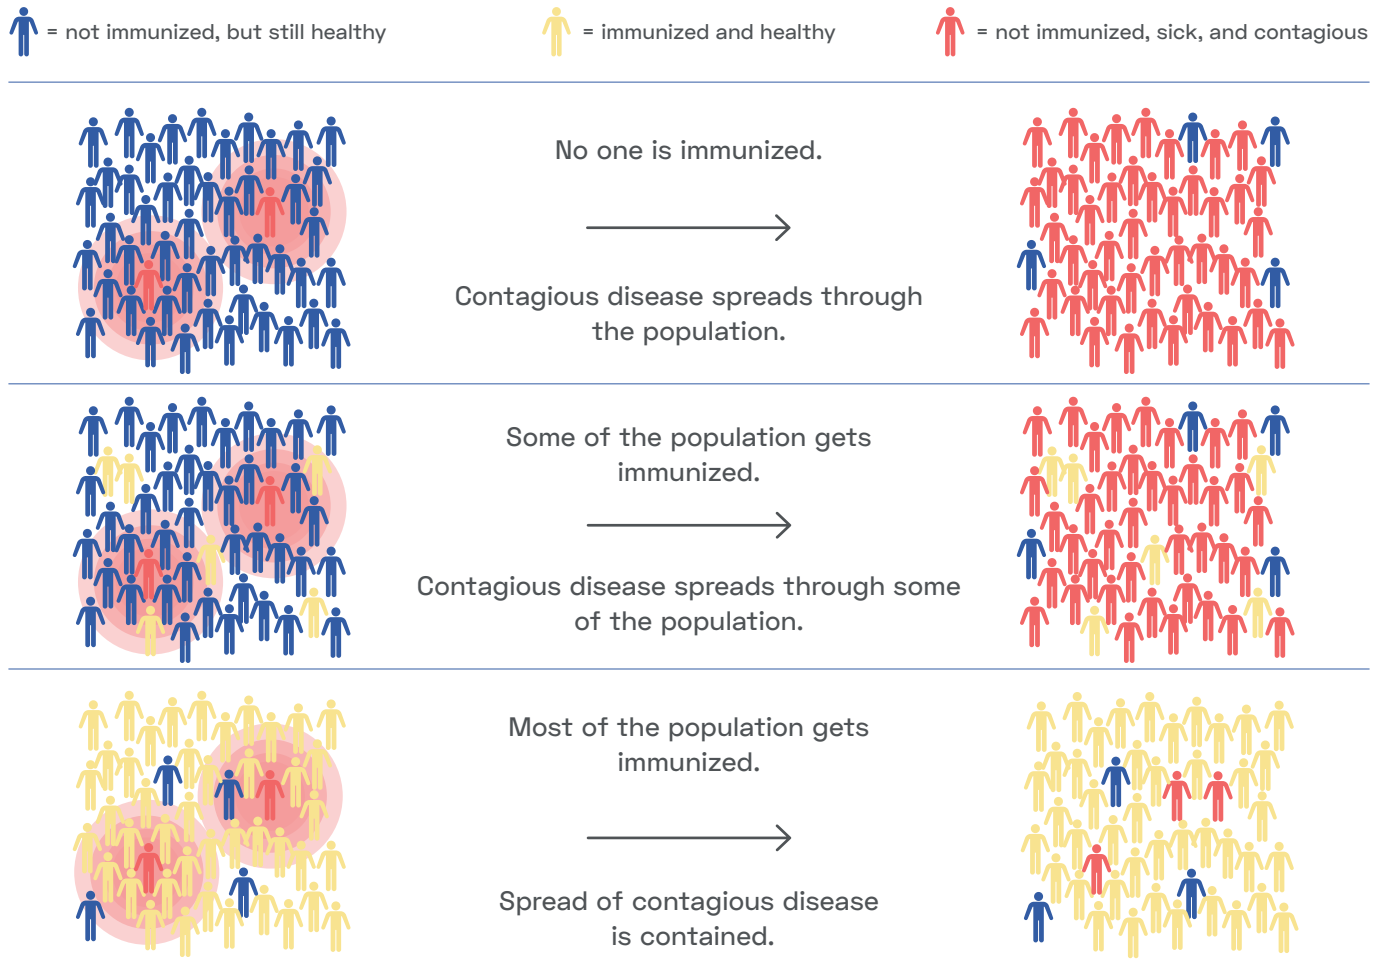 = not immunized, but still healthy
= immunized and healthy
= not immunized, sick, and contagious
No one is immunized.
Contagious disease spreads through
the population.
Some of the population gets
immunized.
Contagious disease spreads through some
of the population.
Most of the population gets
immunized.
Spread of contagious disease
is contained.